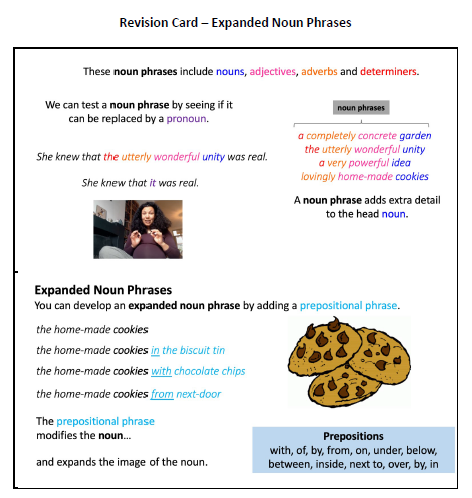 Revision Card – Expanded Noun Phrases
These noun phrases include nouns, adjectives, adverbs and determiners.
We can test a noun phrase by seeing if it
can be replaced by a pronoun.
She knew that the utterly wonderful unity was real.
She knew that it was real.
noun phrases
a completely concrete garden
the utterly wonderful unity
a very powerful idea
lovingly home-made cookies
A noun phrase adds extra detail
to the head noun.
Expanded Noun Phrases
You can develop an expanded noun phrase by adding a prepositional phrase.
the home-made cookies
the home-made cookies in the biscuit tin
the home-made cookies with chocolate chips
the home-made cookies from next-door
The prepositional phrase
modifies the noun...
and expands the image of the noun.
Prepositions
with, of, by, from, on, under, below,
between, inside, next to, over, by, in